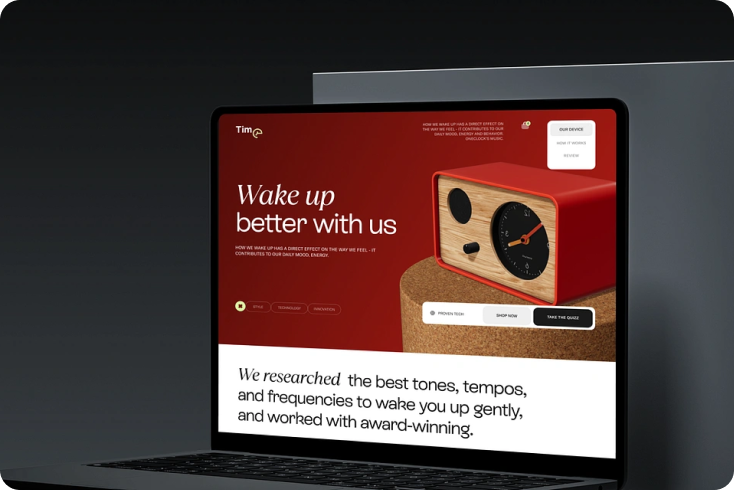 Time
HOW WE WAKE UP HAS A DIRECT EFFECT ON
THE WAY WE FEEL - IT CONTRIBUTES TO OUR
DAILY MOOD, ENERGY AND BEHAVIOR.
OUR DEVICE
HOW IT WORKS
REVIEW
Wake up
better with us
HOW WE WAKE UP HAS A DIRECT EFFECT ON THE WAY WE FEEL - IT
CONTRIBUTES TO OUR DAILY MOOD, ENERGY.
STYLE
TECHNOLOGY
INNOVATION
PROVEN TECH
SHOP NOW
TAKE THE QUIZZ
We researched the best tones, tempos,
and frequencies to wake you up gently,
and worked with award-winning.